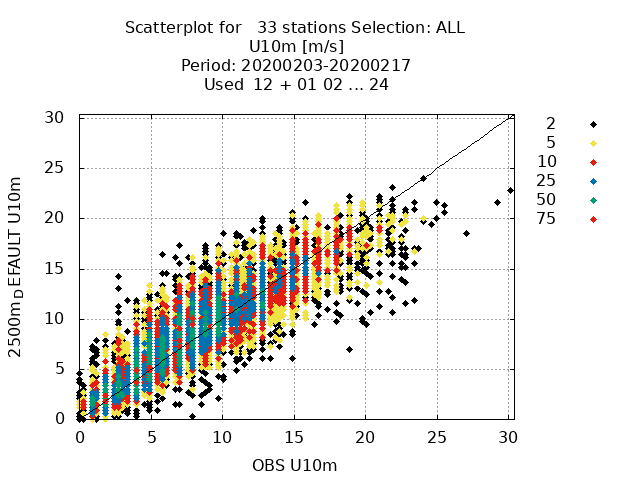 Scatterplot for   33 stations Selection: ALL
U10m [m/s]
Period: 20200203-20200217
Used  12 + 01 02 ... 24
30
25
20
15
10
5
0
2500m_DEFAULT U10m
0 5 10 15 20 25 30
OBS U10m
2
5
10
25
50
75